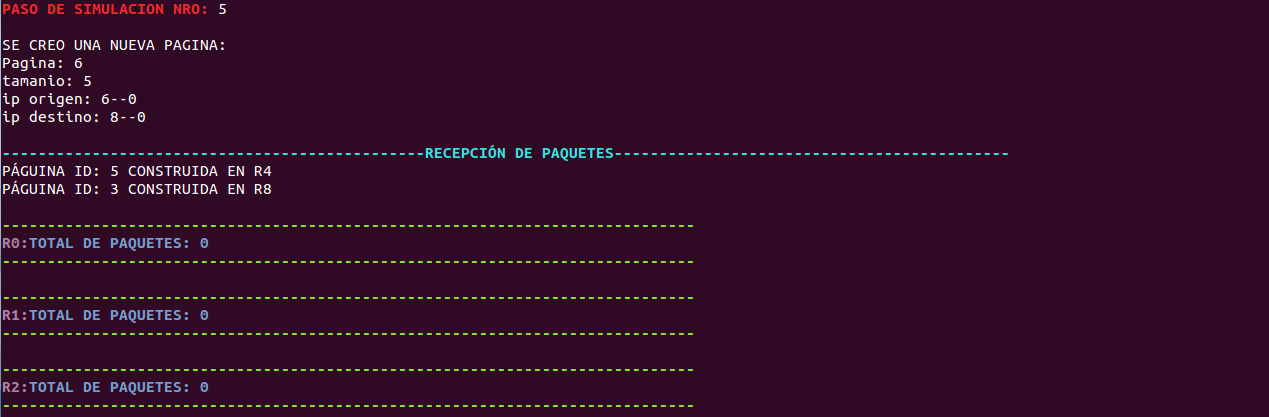 PASO DE SIMULACION NRO: 5
SE CREO UNA NUEVA PAGINA:
Pagina: 6
tamanio: 5
ip origen: 6--0
ip destino: 8--0
-----------------------------------------------RECEPCIÓN DE PAQUETES--------------------------------------------
PÁGUINA ID: 5 CONSTRUIDA EN R4
PÁGUINA ID: 3 CONSTRUIDA EN R8
-----------------------------------------------------------------------------
R0:TOTAL DE PAQUETES: 0
-----------------------------------------------------------------------------
-----------------------------------------------------------------------------
R1:TOTAL DE PAQUETES: 0
-----------------------------------------------------------------------------
-----------------------------------------------------------------------------
R2:TOTAL DE PAQUETES: 0
-----------------------------------------------------------------------------